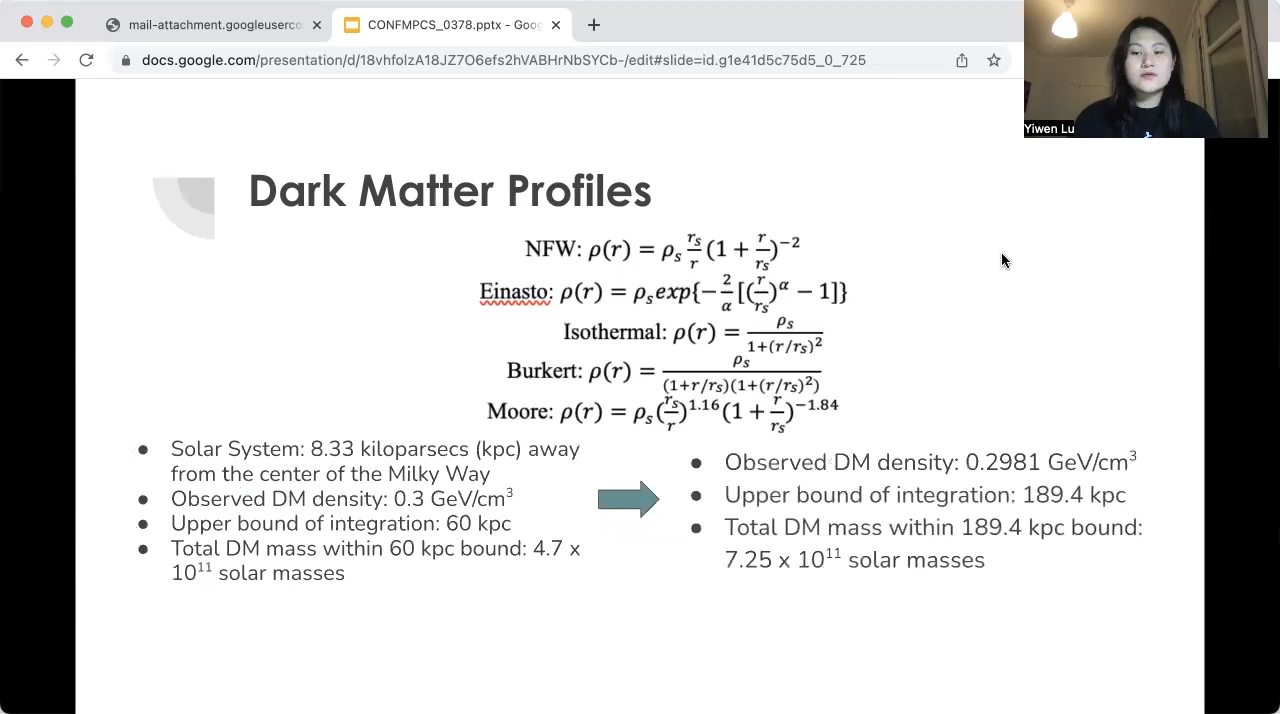 mail-attachment.googleuserco
CONFMPCS_0378.pptx - Goog
docs.google.com/presentation/d/18vhfolzA18JZ7O6efs2hVABHrNbSYCb-/edit#slide=id.g1e41d5c75d5_0_725
Yiwen Lu
Dark Matter Profiles
NFW: ρ(r) = ρₛ rₛ/r (1 + r/rₛ)⁻²
Einasto: ρ(r) = ρₛexp{−2/α[(r/rₛ)^α − 1]}
Isothermal: ρ(r) = ρₛ/(1+(r/rₛ)²)
Burkert: ρ(r) = ρₛ/((1+r/rₛ)(1+(r/rₛ)²))
Moore: ρ(r) = ρₛ(rₛ/r)^1.16(1 + r/rₛ)^−1.84
● Solar System: 8.33 kiloparsecs (kpc) away
from the center of the Milky Way
● Observed DM density: 0.3 GeV/cm³
● Upper bound of integration: 60 kpc
● Total DM mass within 60 kpc bound: 4.7 x
10¹¹ solar masses
● Observed DM density: 0.2981 GeV/cm³
● Upper bound of integration: 189.4 kpc
● Total DM mass within 189.4 kpc bound:
7.25 x 10¹¹ solar masses